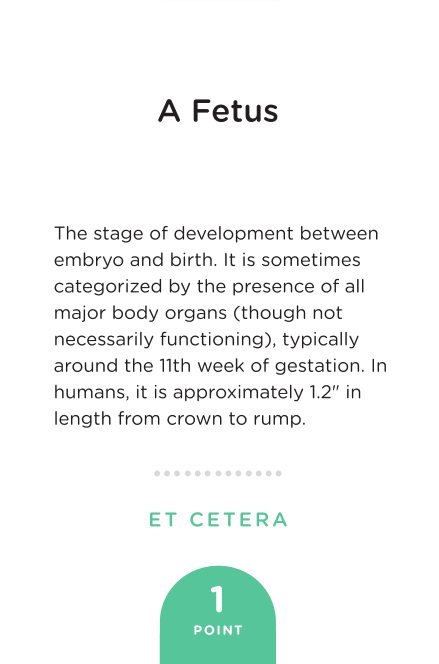 A Fetus
The stage of development between
embryo and birth. It is sometimes
categorized by the presence of all
major body organs (though not
necessarily functioning), typically
around the 11th week of gestation. In
humans, it is approximately 1.2" in
length from crown to rump.
ET CETERA
1
POINT